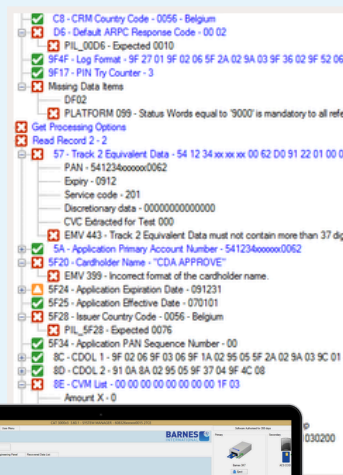 C8 - CRM Country Code - 0056 - Belgium
D6 - Default ARPC Response Code - 00 02
PIL_00D6 - Expected 0010
9F4F - Log Format - 9F 27 01 9F 02 06 5F 2A 02 9A 03 9F 36 02 9F 52 06
9F17 - PIN Try Counter - 3
Missing Data Items
DF02
PLATFORM 099 - Status Words equal to '9000' is mandatory to all refe
Get Processing Options
Read Record 2 - 2
57 - Track 2 Equivalent Data - 54 12 34 xx xx xx 00 62 D0 91 22 01 00 0
PAN - 541234xxxxxx0062
Expiry - 0912
Service code - 201
Discretionary data - 00000000000000
CVC Extracted for Test 000
EMV 443 - Track 2 Equivalent Data must not contain more than 37 dig
5A - Application Primary Account Number - 541234xxxxxx0062
5F20 - Cardholder Name - "CDA APPROVE"
EMV 399 - Incorrect format of the cardholder name.
5F24 - Application Expiration Date - 091231
5F25 - Application Effective Date - 070101
5F28 - Issuer Country Code - 0056 - Belgium
PIL_5F28 - Expected 0076
5F34 - Application PAN Sequence Number - 00
8C - CDOL 1 - 9F 02 06 9F 03 06 9F 1A 02 95 05 5F 2A 02 9A 03 9C 01
8D - CDOL 2 - 91 0A 8A 02 95 05 9F 37 04 9F 4C 08
8E - CVM List - 00 00 00 00 00 00 00 00 1F 03
Amount X - 0
BARNES
030200